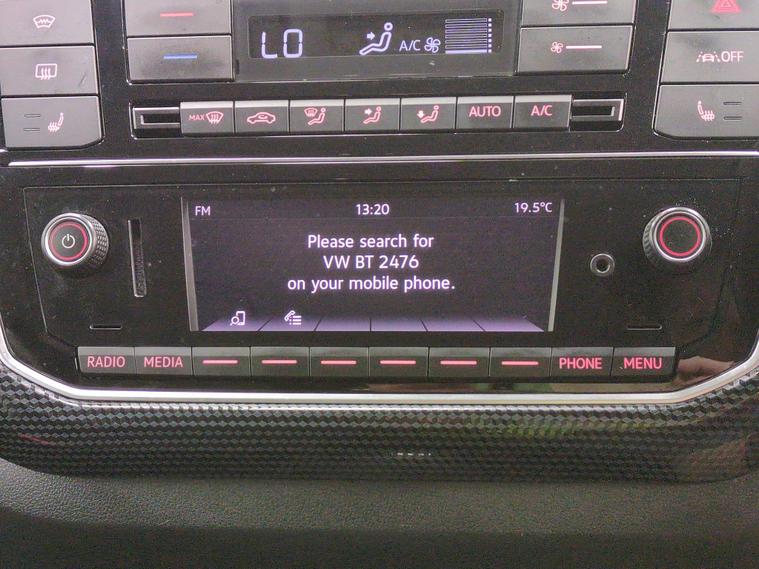 LO
A/C
OFF
MAX
AUTO
A/C
FM 13:20 19.5°C
Please search for
VW BT 2476
on your mobile phone.
RADIO MEDIA PHONE MENU